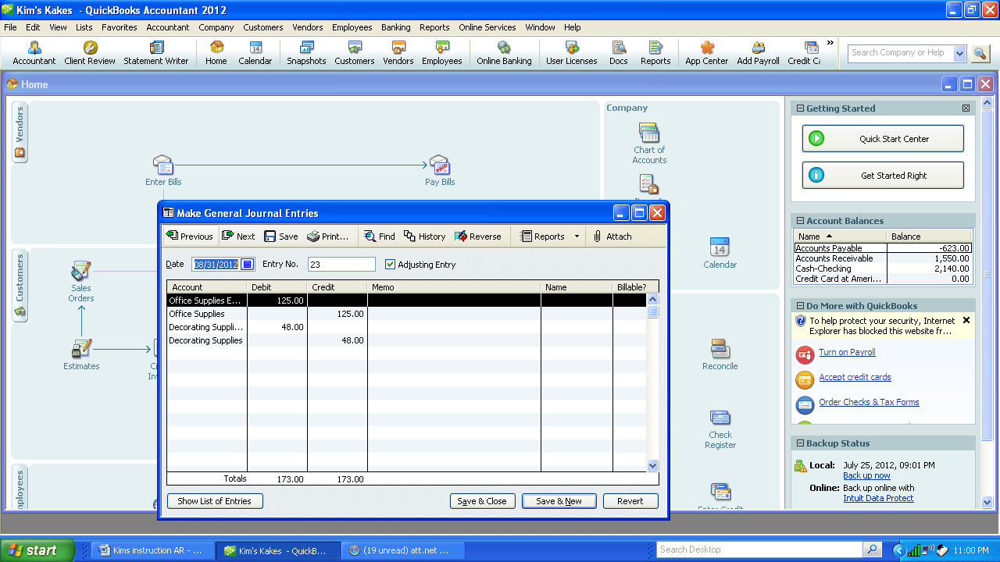 Kim's Kakes - QuickBooks Accountant 2012
File Edit View Lists Favorites Accountant Company Customers Vendors Employees Banking Reports Online Services Window Help
Accountant Client Review Statement Writer Home Calendar Snapshots Customers Vendors Employees Online Banking User Licenses Docs Reports App Center Add Payroll Credit Ca
Search Company or Help
Home
Vendors
Enter Bills
Pay Bills
Company
Chart of
Accounts
Calendar
Reconcile
Check
Register
Enter Credit
Customers
Sales
Orders
Estimates
Employees
Make General Journal Entries
Previous Next Save Print... Find History Reverse Reports Attach
Date 08/31/2012 Entry No. 23 Adjusting Entry
Account Debit Credit Memo Name Billable?
Office Supplies E... 125.00
Office Supplies 125.00
Decorating Suppli... 48.00
Decorating Supplies 48.00
Totals 173.00 173.00
Show List of Entries Save & Close Save & New Revert
Getting Started
Quick Start Center
Get Started Right
Account Balances
Name Balance
Accounts Payable -623.00
Accounts Receivable 1,550.00
Cash-Checking 2,140.00
Credit Card at Ameri... 0.00
Do More with QuickBooks
To help protect your security, Internet
Explorer has blocked this website fr...
Turn on Payroll
Accept credit cards
Order Checks & Tax Forms
Backup Status
Local: July 25, 2012, 09:01 PM
Back up now
Online: Back up online with
Intuit Data Protect
start Kims instruction AR - ... Kim's Kakes - QuickB... (19 unread) att.net ... Search Desktop 11:00 PM